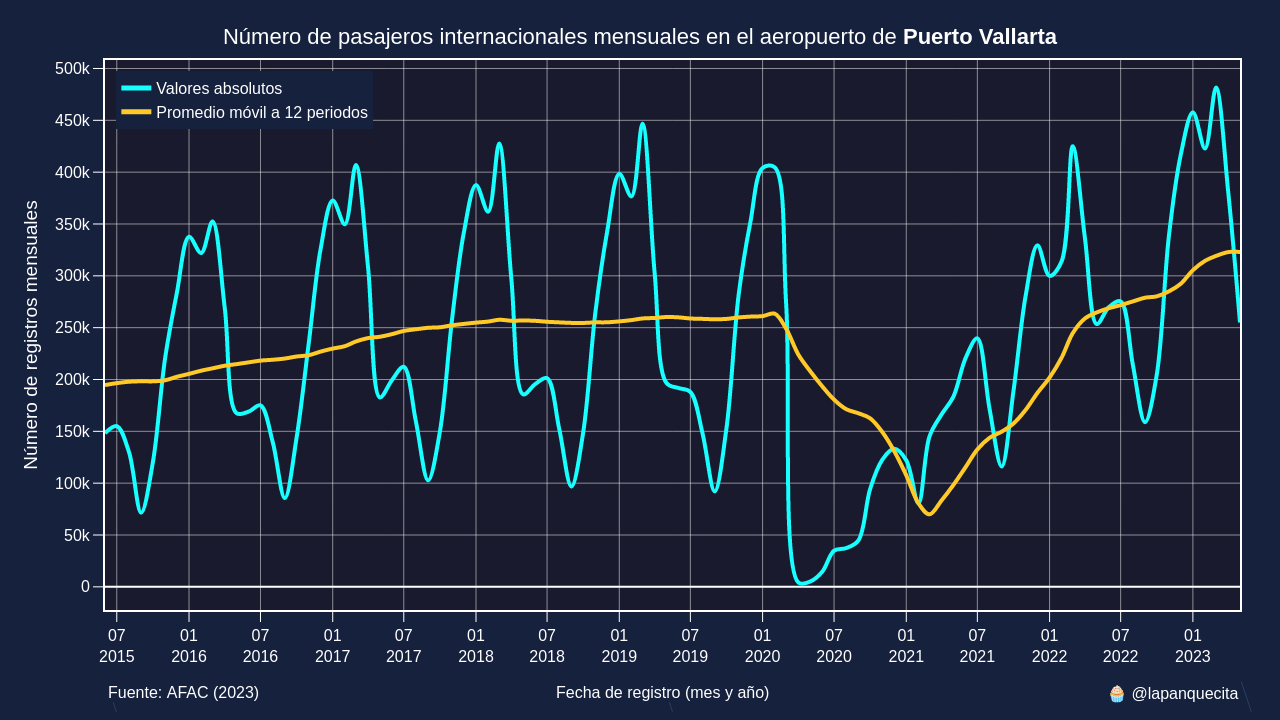 Número de pasajeros internacionales mensuales en el aeropuerto de Puerto Vallarta
Valores absolutos
Promedio móvil a 12 periodos
Número de registros mensuales
500k
450k
400k
350k
300k
250k
200k
150k
100k
50k
0
07 01 07 01 07 01 07 01 07 01 07 01 07 01 07 01
2015 2016 2016 2017 2017 2018 2018 2019 2019 2020 2020 2021 2021 2022 2022 2023
Fuente: AFAC (2023)
Fecha de registro (mes y año)
🧁 @lapanquecita